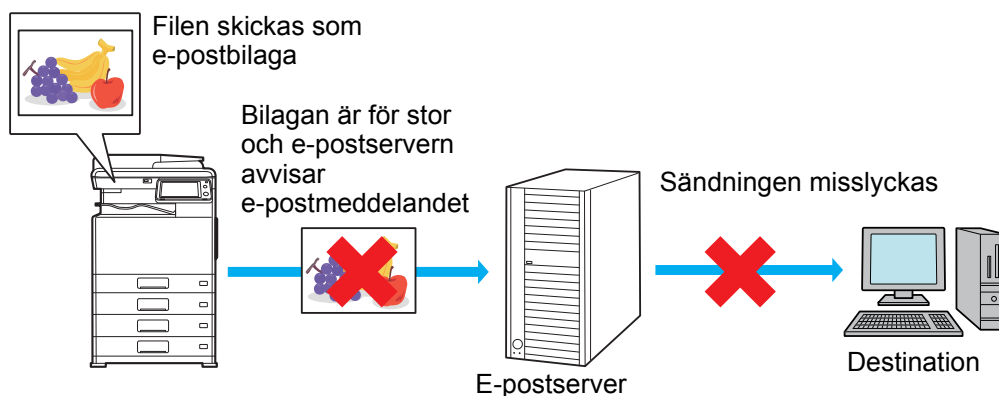 Filen skickas som
e-postbilaga
Bilagan är för stor
och e-postservern
avvisar
e-postmeddelandet
Sändningen misslyckas
E-postserver
Destination